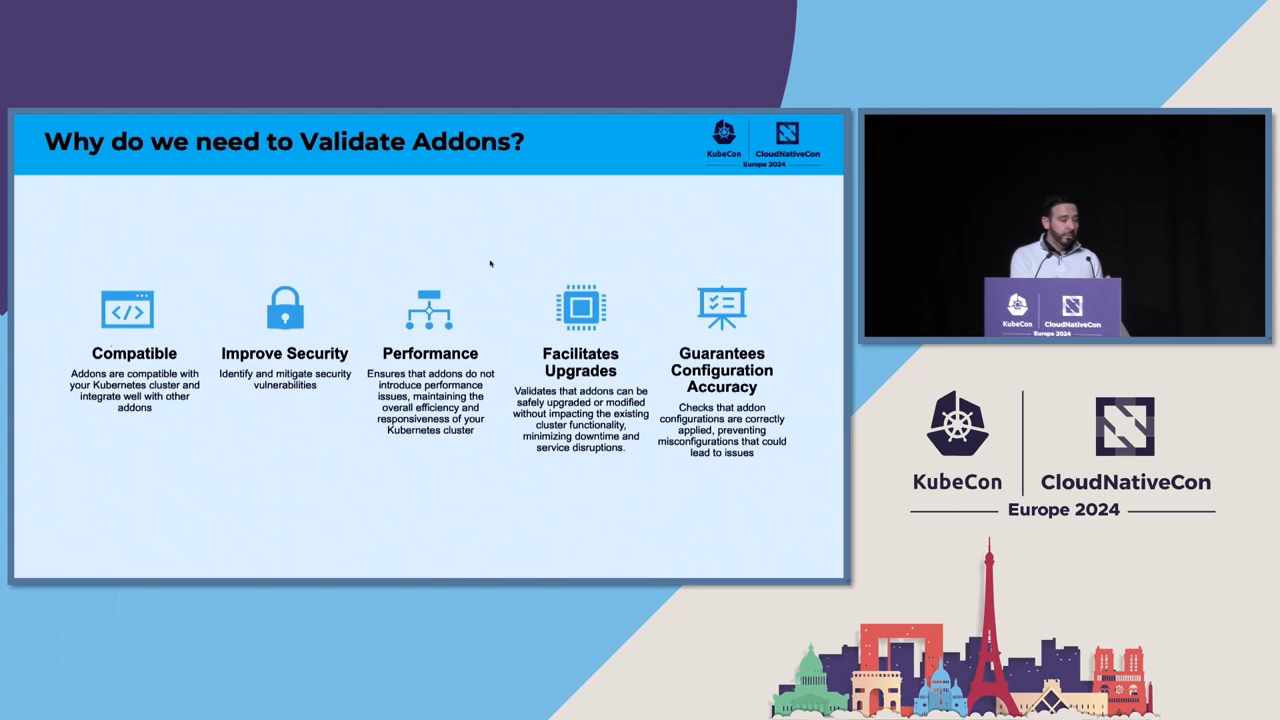 Why do we need to Validate Addons?
KubeCon
CloudNativeCon
Europe 2024
</>
Compatible
Addons are compatible with
your Kubernetes cluster and
integrate well with other
addons
Improve Security
Identify and mitigate security
vulnerabilities
Performance
Ensures that addons do not
introduce performance
issues, maintaining the
overall efficiency and
responsiveness of your
Kubernetes cluster
Facilitates
Upgrades
Validates that addons can be
safely upgraded or modified
without impacting the existing
cluster functionality,
minimizing downtime and
service disruptions.
Guarantees
Configuration
Accuracy
Checks that addon
configurations are correctly
applied, preventing
misconfigurations that could
lead to issues
KubeCon
CloudNativeCon
Europe 2024
KubeCon
CloudNativeCon
Europe 2024